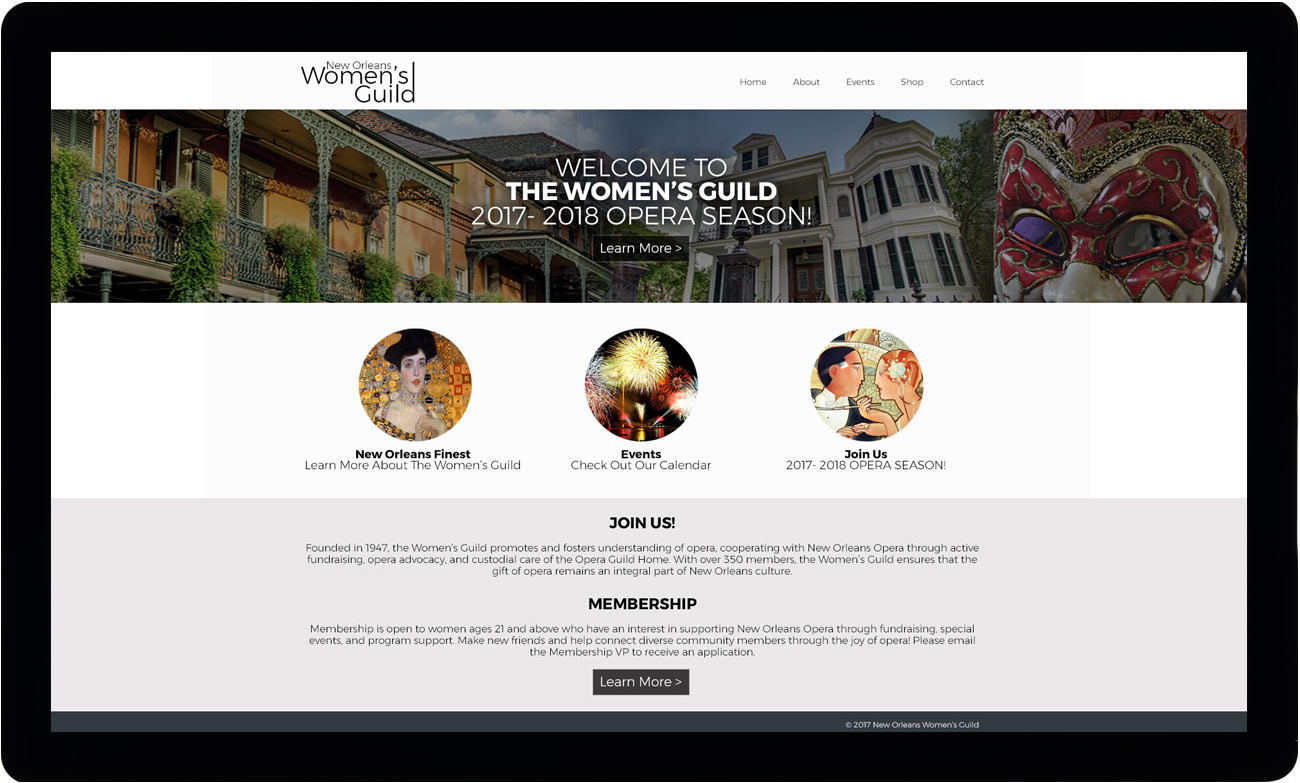 New Orleans
Women's
Guild
Home About Events Shop Contact
WELCOME TO
THE WOMEN'S GUILD
2017- 2018 OPERA SEASON!
Learn More >
New Orleans Finest
Learn More About The Women's Guild
Events
Check Out Our Calendar
Join Us
2017- 2018 OPERA SEASON!
JOIN US!
Founded in 1947, the Women's Guild promotes and fosters understanding of opera, cooperating with New Orleans Opera through active
fundraising, opera advocacy, and custodial care of the Opera Guild Home. With over 350 members, the Women's Guild ensures that the
gift of opera remains an integral part of New Orleans culture.
MEMBERSHIP
Membership is open to women ages 21 and above who have an interest in supporting New Orleans Opera through fundraising, special
events, and program support. Make new friends and help connect diverse community members through the joy of opera! Please email
the Membership VP to receive an application.
Learn More >
© 2017 New Orleans Women's Guild